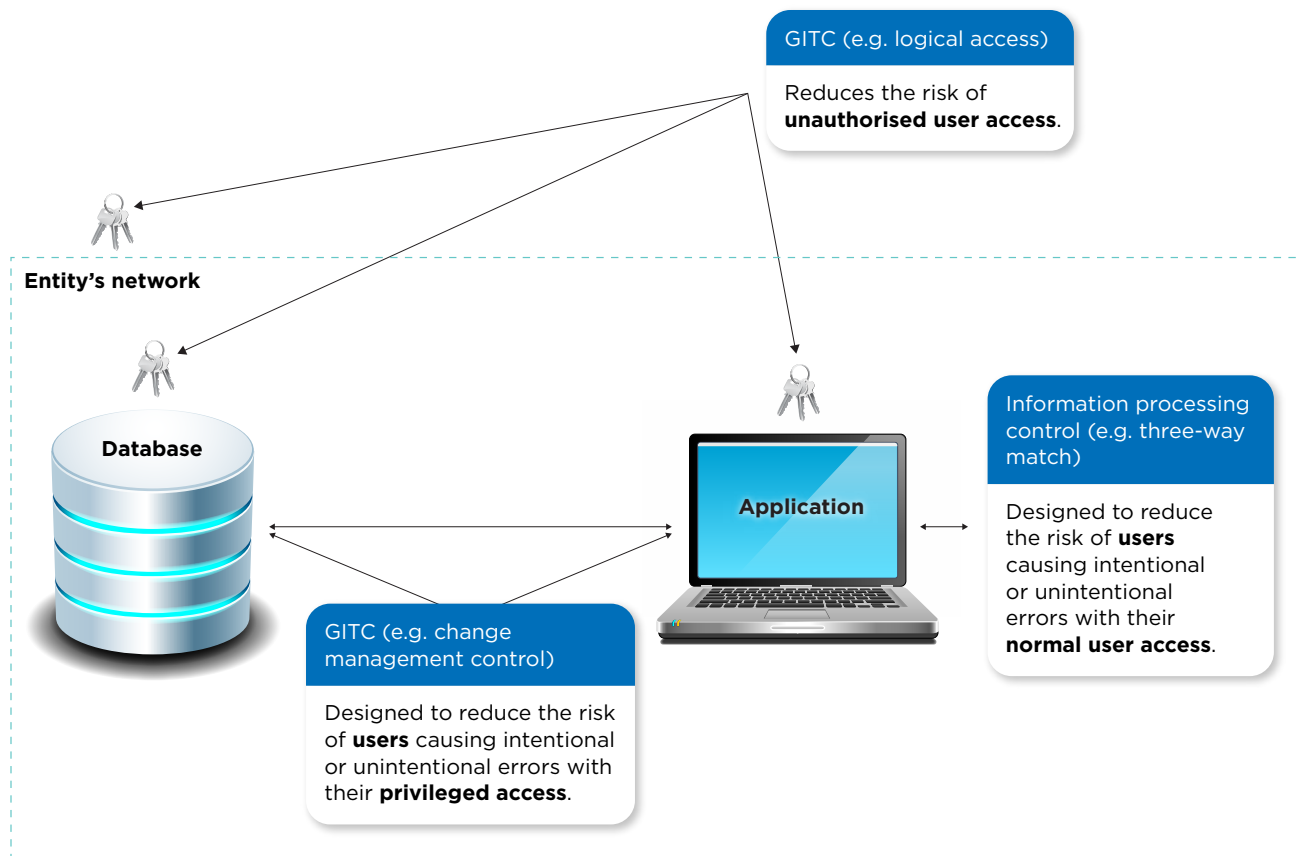 GITC (e.g. logical access)
Reduces the risk of
unauthorised user access.
Entity's network
Database
Application
Information processing
control (e.g. three-way
match)
Designed to reduce
the risk of users
causing intentional
or unintentional
errors with their
normal user access.
GITC (e.g. change
management control)
Designed to reduce the risk
of users causing intentional
or unintentional errors with
their privileged access.